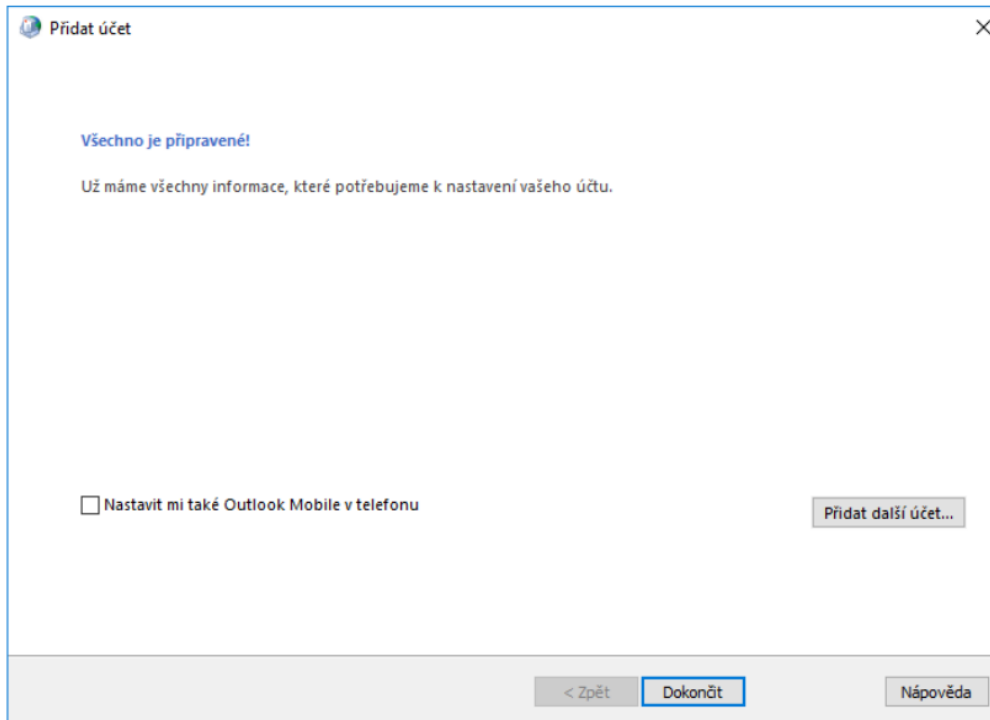 Přidat účet
Všechno je připravené!
Už máme všechny informace, které potřebujeme k nastavení vašeho účtu.
Nastavit mi také Outlook Mobile v telefonu
Přidat další účet...
< Zpět
Dokončit
Nápověda